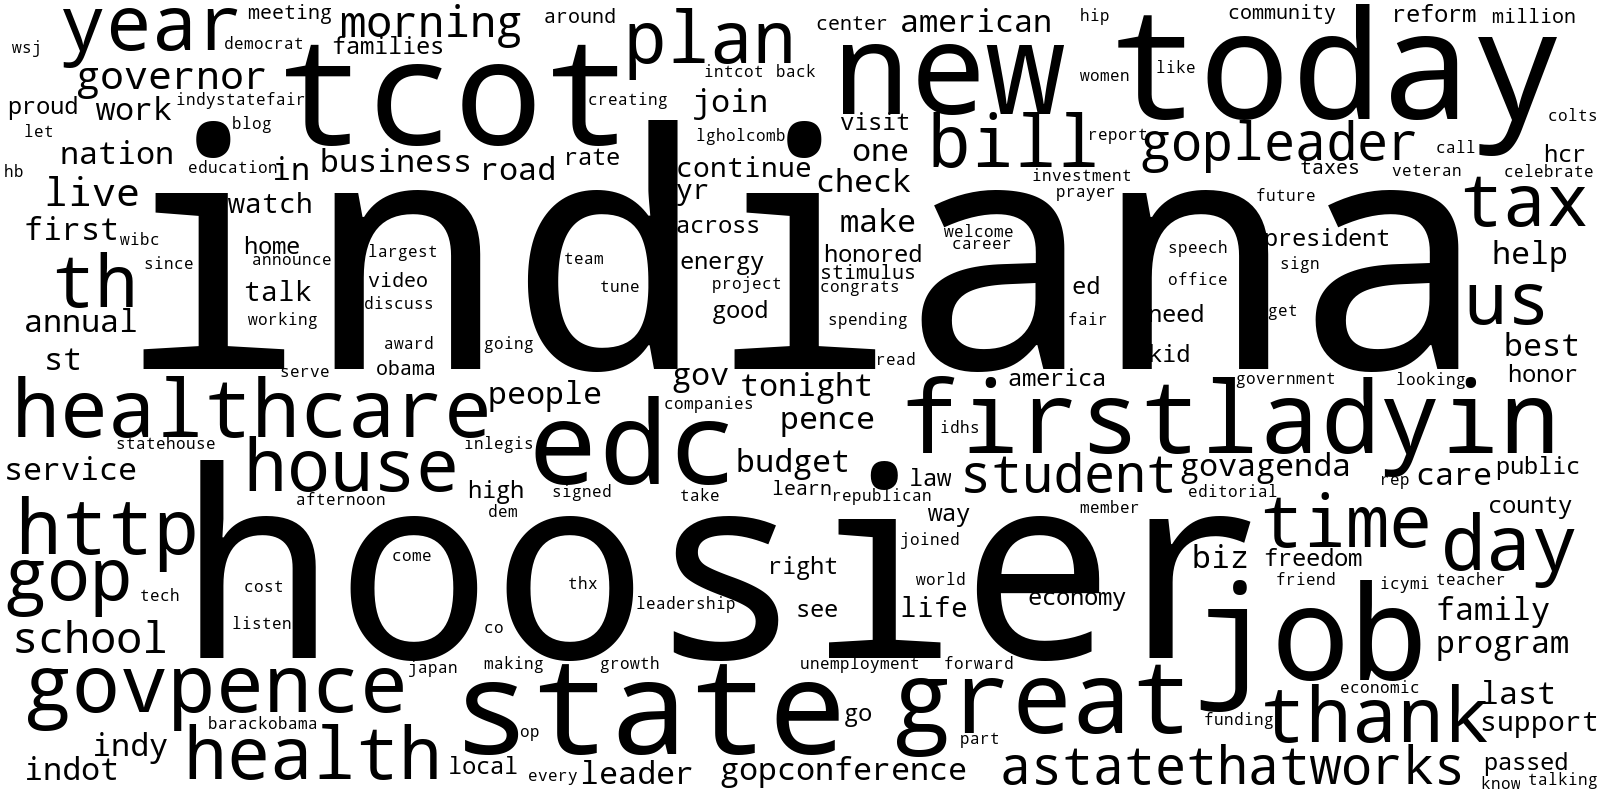 year meeting morning around plan center american hip today community reform million
wsj democrat families tcot new women like
governor intcot back
proud work indystatefair creating join visit bill report gopleader colts
let blog lgholcomb one call hcr
nation education in business road rate continue check investment taxes veteran celebrate
hb live watch indiana yr prayer future tax
first wibc home across make welcome career speech president help
th since announce largest team energy honored office sign us
talk video tune project stimulus congrats ed
annual working discuss good spending fair need get
st award going read kid best
serve obama gov tonight america government looking honor
healthcare people companies pence firstladyin
statehouse inlegis edc idhs
service house budget law student govagenda rep care public
afternoon high signed take learn republican editorial
http dem way member time county
hoosier come joined day
gop right biz freedom
tech cost thx world friend icymi teacher
leadership see life economy job family
school listen co program
govpence japan making growth unemployment forward economic
state great thank last
barackobama go funding support
indy health op part
indot local every leader gopconference astatethatworks passed
know talking